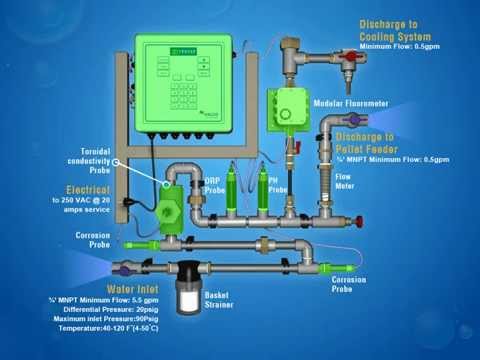 Discharge to
Cooling System
Minimum Flow: 0.5gpm
Modular Fluorometer
Discharge to
Pellet Feeder
¾' MNPT Minimum Flow: 0.5gpm
Toroidal
conductivity
Probe
ORP
Probe
PH
Probe
Flow
Meter
Electrical
to 250 VAC @ 20
amps service
Corrosion
Probe
Water Inlet
¾' MNPT Minimum Flow: 5.5 gpm
Differential Pressure: 20psig
Maximum inlet Pressure:90Psig
Temperature:40-120 F˚(4-50˚C)
Basket
Strainer
Corrosion
Probe